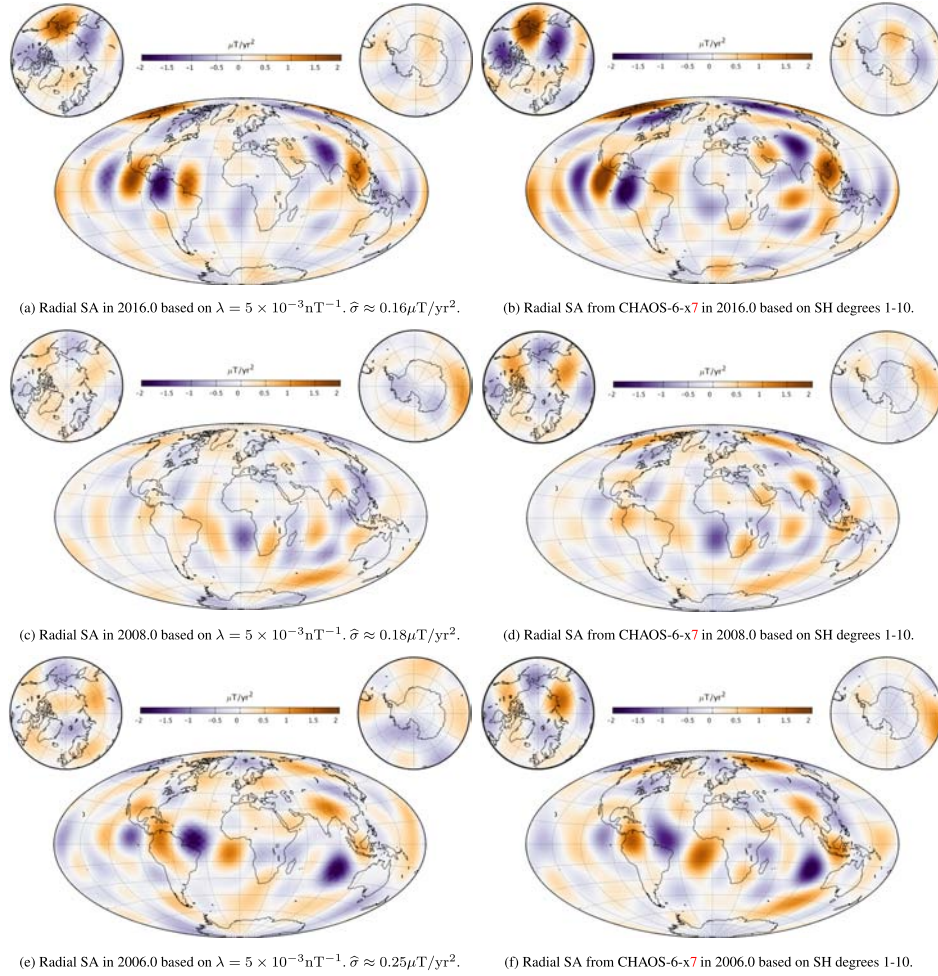 μT/yr²
-2 -1.5 -1 -0.5 0 0.5 1 1.5 2
μT/yr²
-2 -1.5 -1 -0.5 0 0.5 1 1.5 2
(a) Radial SA in 2016.0 based on λ = 5 × 10⁻³nT⁻¹. σ̂ ≈ 0.16μT/yr².
(b) Radial SA from CHAOS-6-x7 in 2016.0 based on SH degrees 1-10.
μT/yr²
-2 -1.5 -1 -0.5 0 0.5 1 1.5 2
μT/yr²
-2 -1.5 -1 -0.5 0 0.5 1 1.5 2
(c) Radial SA in 2008.0 based on λ = 5 × 10⁻³nT⁻¹. σ̂ ≈ 0.18μT/yr².
(d) Radial SA from CHAOS-6-x7 in 2008.0 based on SH degrees 1-10.
μT/yr²
-2 -1.5 -1 -0.5 0 0.5 1 1.5 2
μT/yr²
-2 -1.5 -1 -0.5 0 0.5 1 1.5 2
(e) Radial SA in 2006.0 based on λ = 5 × 10⁻³nT⁻¹. σ̂ ≈ 0.25μT/yr².
(f) Radial SA from CHAOS-6-x7 in 2006.0 based on SH degrees 1-10.